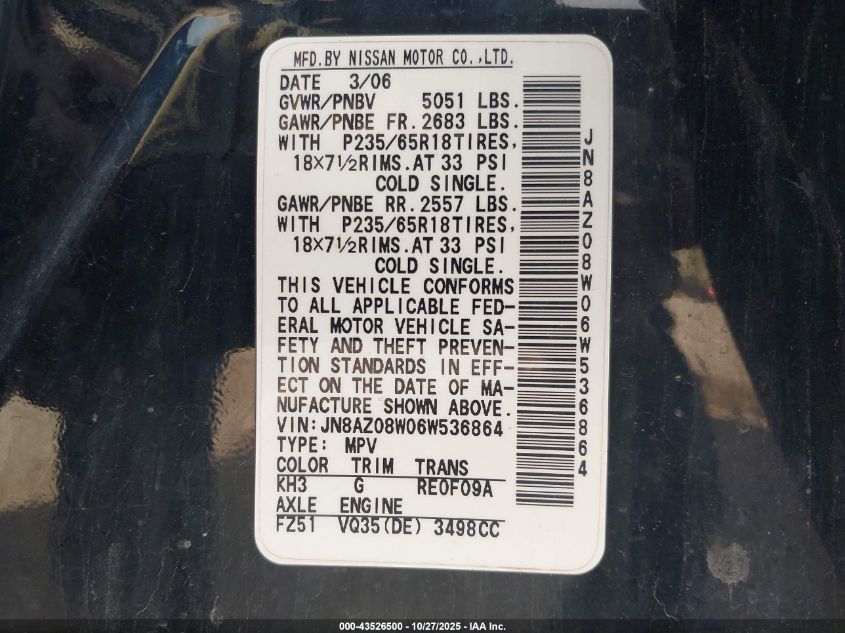 MFD.BY NISSAN MOTOR CO.,LTD.
DATE 3/06
GVWR/PNBV 5051 LBS.
GAWR/PNBE FR.2683 LBS.
WITH P235/65R18TIRES,
18X7½RIMS.AT 33 PSI
COLD SINGLE.
GAWR/PNBE RR.2557 LBS.
WITH P235/65R18TIRES,
18X7½RIMS.AT 33 PSI
COLD SINGLE.
THIS VEHICLE CONFORMS
TO ALL APPLICABLE FED-
ERAL MOTOR VEHICLE SA-
FETY AND THEFT PREVEN-
TION STANDARDS IN EFF-
ECT ON THE DATE OF MA-
NUFACTURE SHOWN ABOVE.
VIN:JN8AZ08W06W536864
TYPE: MPV
COLOR TRIM TRANS
KH3 G RE0F09A
AXLE ENGINE
FZ51 VQ35(DE) 3498CC
JN8AZ08W06W536864
000-43526500 - 10/27/2025 - IAA Inc.